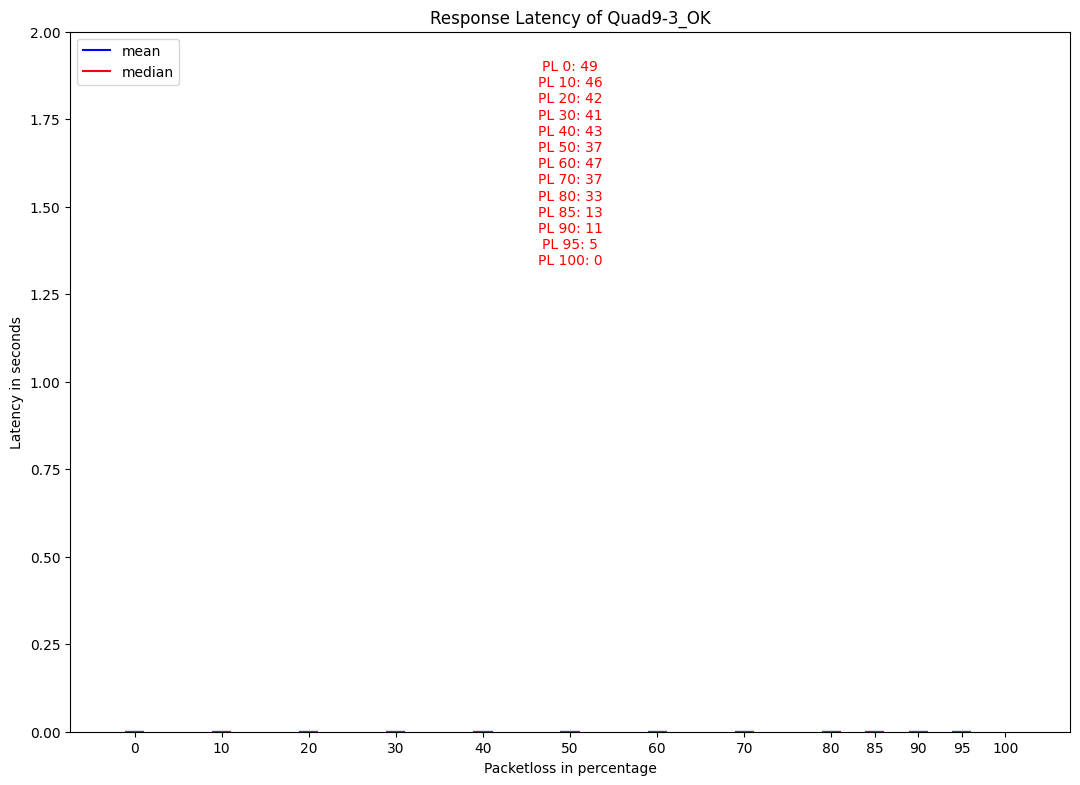 Response Latency of Quad9-3_OK
mean
median
PL 0: 49
PL 10: 46
PL 20: 42
PL 30: 41
PL 40: 43
PL 50: 37
PL 60: 47
PL 70: 37
PL 80: 33
PL 85: 13
PL 90: 11
PL 95: 5
PL 100: 0
2.00
1.75
1.50
1.25
1.00
0.75
0.50
0.25
0.00
Latency in seconds
0 10 20 30 40 50 60 70 80 85 90 95 100
Packetloss in percentage